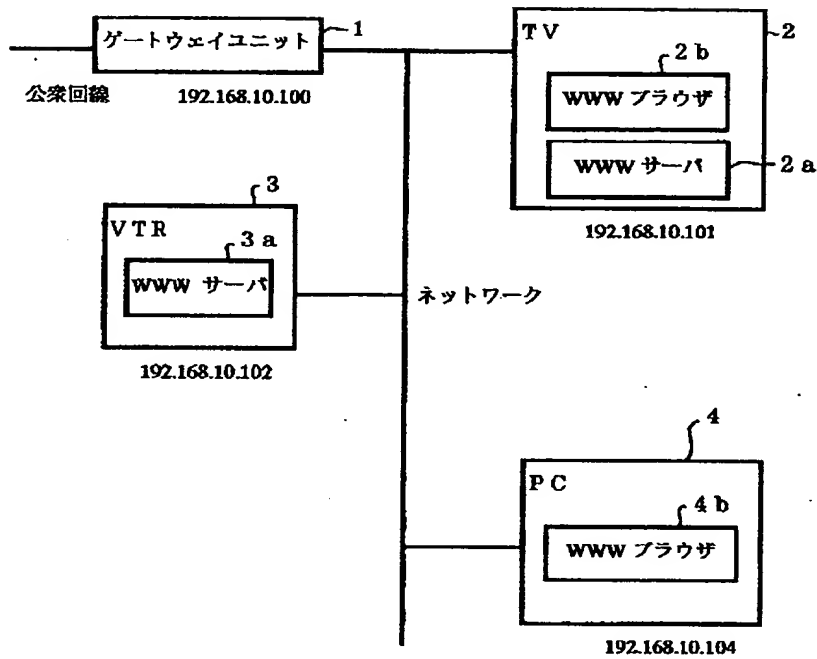 ゲートウェイユニット
1
公衆回線
192.168.10.100
TV
2
2b
WWW ブラウザ
WWW サーバ
2a
192.168.10.101
3
VTR
3a
WWW サーバ
192.168.10.102
ネットワーク
4
PC
4b
WWW ブラウザ
192.168.10.104